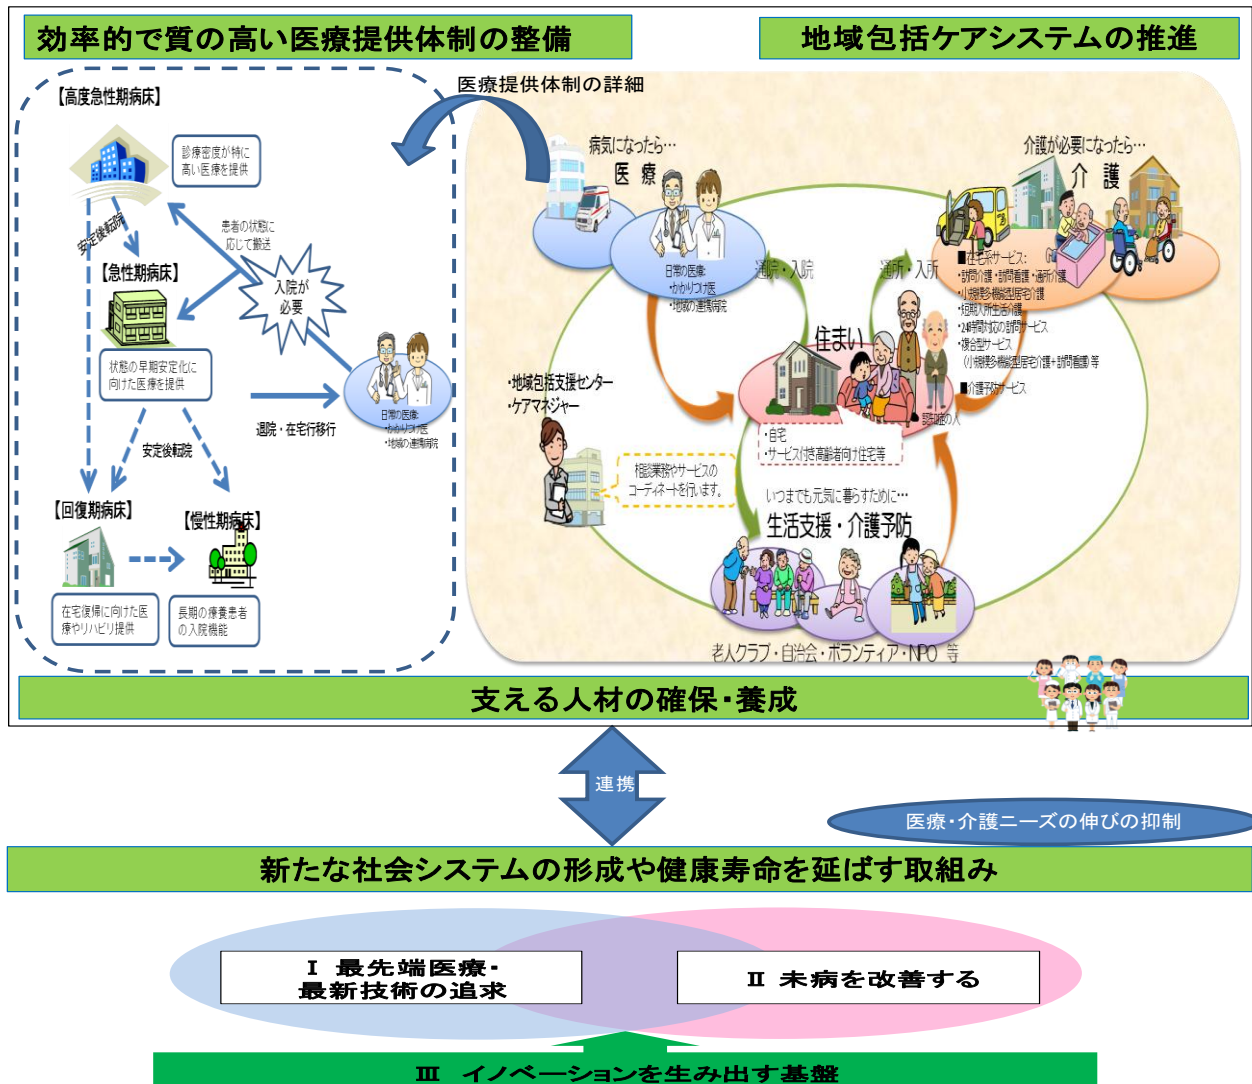 効率的で質の高い医療提供体制の整備
地域包括ケアシステムの推進
医療提供体制の詳細
【高度急性期病床】
診療密度が特に
高い医療を提供
安定後転院
患者の状態に
応じて搬送
【急性期病床】
入院が
必要
状態の早期安定化に
向けた医療を提供
退院・在宅行移行
日常の医療:
・かかりつけ医
・地域の連携病院
安定後転院
【回復期病床】
【慢性期病床】
在宅復帰に向けた医
療やリハビリ提供
長期の療養患者
の入院機能
病気になったら…
医 療
日常の医療:
・かかりつけ医
・地域の連携病院
通院・入院
通所・入所
介護が必要になったら…
介 護
■在宅系サービス:
・訪問介護・訪問看護・通所介護
・小規模多機能型居宅介護
・短期入所生活介護
・24時間対応の訪問サービス
・複合型サービス
(小規模多機能型居宅介護+訪問看護)等
■介護予防サービス
住まい
認知症の人
・自宅
・サービス付き高齢者向け住宅等
・地域包括支援センター
・ケアマネジャー
相談業務やサービスの
コーディネートを行います。
いつまでも元気に暮らすために…
生活支援・介護予防
老人クラブ・自治会・ボランティア・NPO 等
支える人材の確保・養成
連携
医療・介護ニーズの伸びの抑制
新たな社会システムの形成や健康寿命を延ばす取組み
Ⅰ 最先端医療・
最新技術の追求
Ⅱ 未病を改善する
Ⅲ イノベーションを生み出す基盤